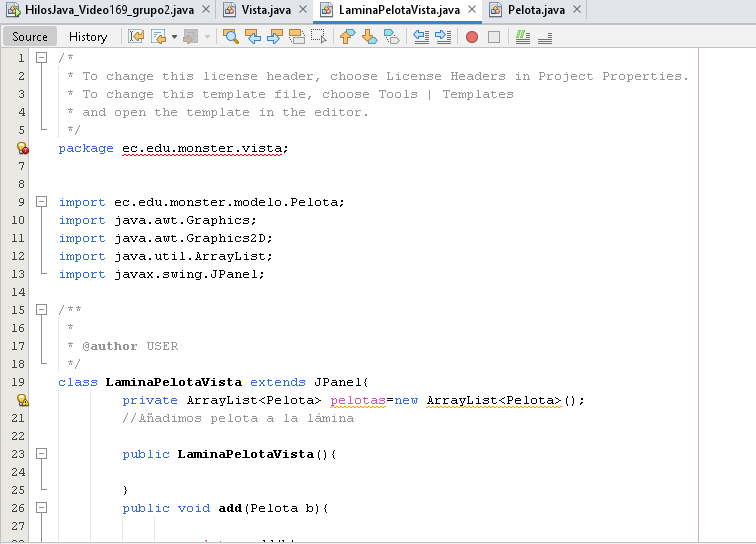 HilosJava_Video169_grupo2.java Vista.java LaminaPelotaVista.java Pelota.java
Source History
1 /*
2 * To change this license header, choose License Headers in Project Properties.
3 * To change this template file, choose Tools | Templates
4 * and open the template in the editor.
5 */
package ec.edu.monster.vista;
7
8
9 import ec.edu.monster.modelo.Pelota;
10 import java.awt.Graphics;
11 import java.awt.Graphics2D;
12 import java.util.ArrayList;
13 import javax.swing.JPanel;
14
15 /**
16 *
17 * @author USER
18 */
19 class LaminaPelotaVista extends JPanel{
private ArrayList<Pelota> pelotas=new ArrayList<Pelota>();
21 //Añadimos pelota a la lámina
22
23 public LaminaPelotaVista(){
24
25 }
26 public void add(Pelota b){
27